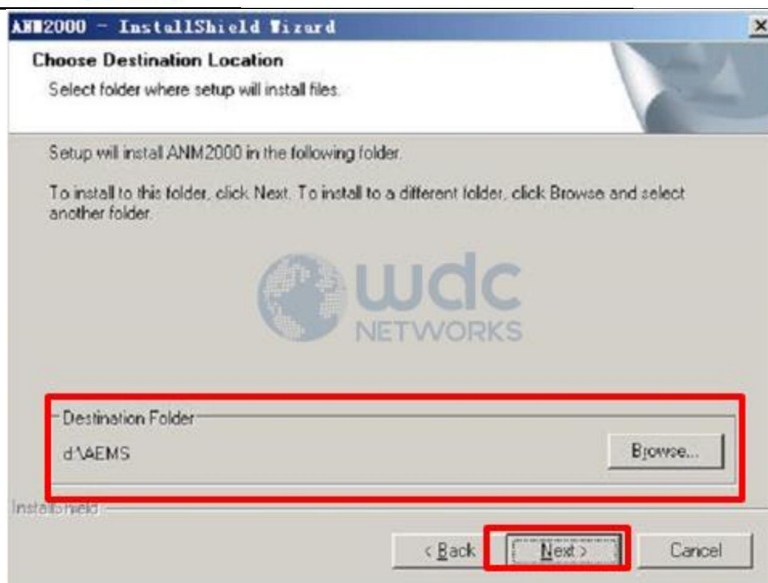 ANM2000 - InstallShield Wizard
Choose Destination Location
Select folder where setup will install files.
Setup will install ANM2000 in the following folder.
To install to this folder, click Next. To install to a different folder, click Browse and select
another folder.
wdc
NETWORKS
Destination Folder
d:\AEMS
Browse...
InstallShield
< Back
Next >
Cancel